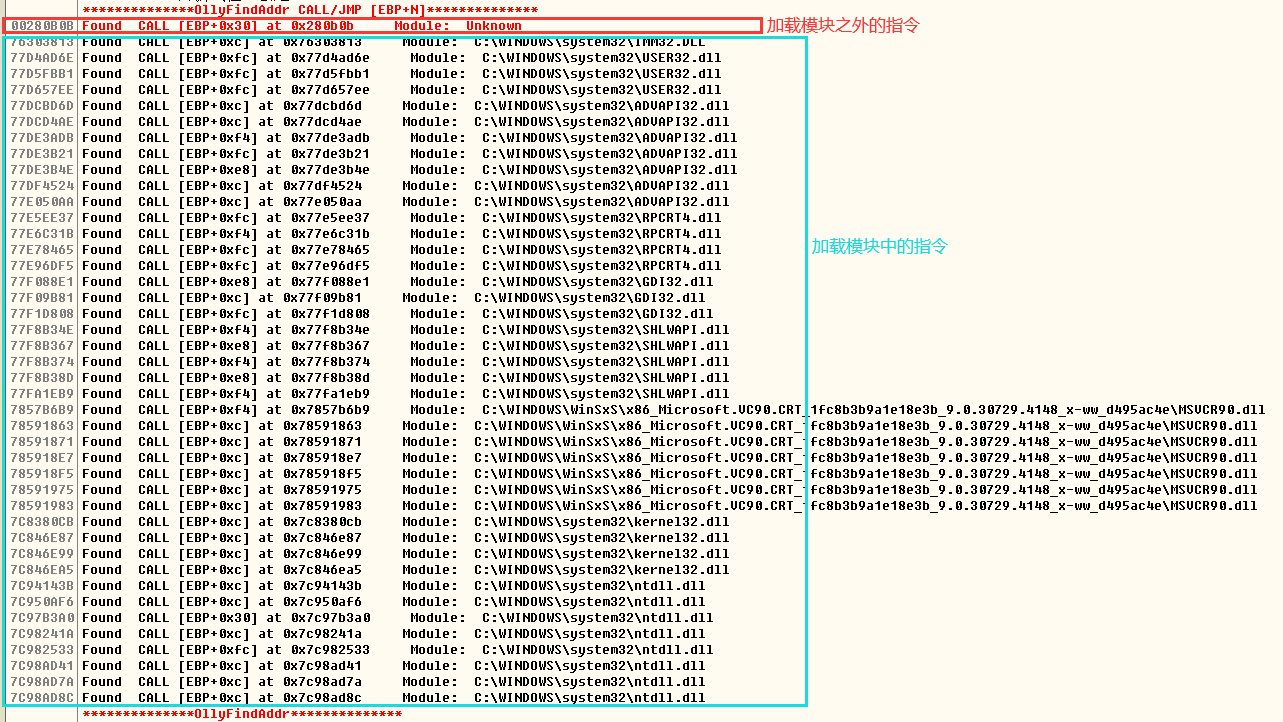 **************OllyFindAddr CALL/JMP [EBP+N]**************
00280B0B Found CALL [EBP+0x30] at 0x280b0b Module: Unknown 加载模块之外的指令
76303813 Found CALL [EBP+0xc] at 0x76303813 Module: C:\WINDOWS\system32\IMM32.DLL
77D4AD6E Found CALL [EBP+0xfc] at 0x77d4ad6e Module: C:\WINDOWS\system32\USER32.dll
77D5FBB1 Found CALL [EBP+0xfc] at 0x77d5fbb1 Module: C:\WINDOWS\system32\USER32.dll
77D657EE Found CALL [EBP+0xfc] at 0x77d657ee Module: C:\WINDOWS\system32\USER32.dll
77DCBD6D Found CALL [EBP+0xc] at 0x77dcbd6d Module: C:\WINDOWS\system32\ADVAPI32.dll
77DCD4AE Found CALL [EBP+0xc] at 0x77dcd4ae Module: C:\WINDOWS\system32\ADVAPI32.dll
77DE3ADB Found CALL [EBP+0xf4] at 0x77de3adb Module: C:\WINDOWS\system32\ADVAPI32.dll
77DE3B21 Found CALL [EBP+0xfc] at 0x77de3b21 Module: C:\WINDOWS\system32\ADVAPI32.dll
77DE3B4E Found CALL [EBP+0xe8] at 0x77de3b4e Module: C:\WINDOWS\system32\ADVAPI32.dll
77DF4524 Found CALL [EBP+0xc] at 0x77df4524 Module: C:\WINDOWS\system32\ADVAPI32.dll
77E050AA Found CALL [EBP+0xc] at 0x77e050aa Module: C:\WINDOWS\system32\ADVAPI32.dll
77E5EE37 Found CALL [EBP+0xfc] at 0x77e5ee37 Module: C:\WINDOWS\system32\RPCRT4.dll
77E6C31B Found CALL [EBP+0xf4] at 0x77e6c31b Module: C:\WINDOWS\system32\RPCRT4.dll
77E78465 Found CALL [EBP+0xfc] at 0x77e78465 Module: C:\WINDOWS\system32\RPCRT4.dll 加载模块中的指令
77E96DF5 Found CALL [EBP+0xfc] at 0x77e96df5 Module: C:\WINDOWS\system32\RPCRT4.dll
77F088E1 Found CALL [EBP+0xe8] at 0x77f088e1 Module: C:\WINDOWS\system32\GDI32.dll
77F09B81 Found CALL [EBP+0xc] at 0x77f09b81 Module: C:\WINDOWS\system32\GDI32.dll
77F1D808 Found CALL [EBP+0xfc] at 0x77f1d808 Module: C:\WINDOWS\system32\GDI32.dll
77F8B34E Found CALL [EBP+0xf4] at 0x77f8b34e Module: C:\WINDOWS\system32\SHLWAPI.dll
77F8B367 Found CALL [EBP+0xe8] at 0x77f8b367 Module: C:\WINDOWS\system32\SHLWAPI.dll
77F8B374 Found CALL [EBP+0xf4] at 0x77f8b374 Module: C:\WINDOWS\system32\SHLWAPI.dll
77F8B38D Found CALL [EBP+0xe8] at 0x77f8b38d Module: C:\WINDOWS\system32\SHLWAPI.dll
77FA1EB9 Found CALL [EBP+0xf4] at 0x77fa1eb9 Module: C:\WINDOWS\system32\SHLWAPI.dll
7857B6B9 Found CALL [EBP+0xf4] at 0x7857b6b9 Module: C:\WINDOWS\WinSxS\x86_Microsoft.VC90.CRT_1fc8b3b9a1e18e3b_9.0.30729.4148_x-ww_d495ac4e\MSVCR90.dll
78591863 Found CALL [EBP+0xc] at 0x78591863 Module: C:\WINDOWS\WinSxS\x86_Microsoft.VC90.CRT_1fc8b3b9a1e18e3b_9.0.30729.4148_x-ww_d495ac4e\MSVCR90.dll
78591871 Found CALL [EBP+0xc] at 0x78591871 Module: C:\WINDOWS\WinSxS\x86_Microsoft.VC90.CRT_1fc8b3b9a1e18e3b_9.0.30729.4148_x-ww_d495ac4e\MSVCR90.dll
785918E7 Found CALL [EBP+0xc] at 0x785918e7 Module: C:\WINDOWS\WinSxS\x86_Microsoft.VC90.CRT_1fc8b3b9a1e18e3b_9.0.30729.4148_x-ww_d495ac4e\MSVCR90.dll
785918F5 Found CALL [EBP+0xc] at 0x785918f5 Module: C:\WINDOWS\WinSxS\x86_Microsoft.VC90.CRT_1fc8b3b9a1e18e3b_9.0.30729.4148_x-ww_d495ac4e\MSVCR90.dll
78591975 Found CALL [EBP+0xc] at 0x78591975 Module: C:\WINDOWS\WinSxS\x86_Microsoft.VC90.CRT_1fc8b3b9a1e18e3b_9.0.30729.4148_x-ww_d495ac4e\MSVCR90.dll
78591983 Found CALL [EBP+0xc] at 0x78591983 Module: C:\WINDOWS\WinSxS\x86_Microsoft.VC90.CRT_1fc8b3b9a1e18e3b_9.0.30729.4148_x-ww_d495ac4e\MSVCR90.dll
7C8380CB Found CALL [EBP+0xc] at 0x7c8380cb Module: C:\WINDOWS\system32\kernel32.dll
7C846E87 Found CALL [EBP+0xc] at 0x7c846e87 Module: C:\WINDOWS\system32\kernel32.dll
7C846E99 Found CALL [EBP+0xc] at 0x7c846e99 Module: C:\WINDOWS\system32\kernel32.dll
7C846EA5 Found CALL [EBP+0xc] at 0x7c846ea5 Module: C:\WINDOWS\system32\kernel32.dll
7C94143B Found CALL [EBP+0xc] at 0x7c94143b Module: C:\WINDOWS\system32\ntdll.dll
7C950AF6 Found CALL [EBP+0xc] at 0x7c950af6 Module: C:\WINDOWS\system32\ntdll.dll
7C97B3A0 Found CALL [EBP+0x30] at 0x7c97b3a0 Module: C:\WINDOWS\system32\ntdll.dll
7C98241A Found CALL [EBP+0xc] at 0x7c98241a Module: C:\WINDOWS\system32\ntdll.dll
7C982533 Found CALL [EBP+0xfc] at 0x7c982533 Module: C:\WINDOWS\system32\ntdll.dll
7C98AD41 Found CALL [EBP+0xc] at 0x7c98ad41 Module: C:\WINDOWS\system32\ntdll.dll
7C98AD7A Found CALL [EBP+0xc] at 0x7c98ad7a Module: C:\WINDOWS\system32\ntdll.dll
7C98AD8C Found CALL [EBP+0xc] at 0x7c98ad8c Module: C:\WINDOWS\system32\ntdll.dll
**************OllyFindAddr**************